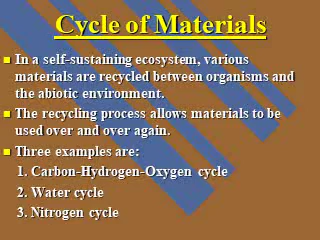 Cycle of Materials
In a self-sustaining ecosystem, various
materials are recycled between organisms and
the abiotic environment.
The recycling process allows materials to be
used over and over again.
Three examples are:
1. Carbon-Hydrogen-Oxygen cycle
2. Water cycle
3. Nitrogen cycle